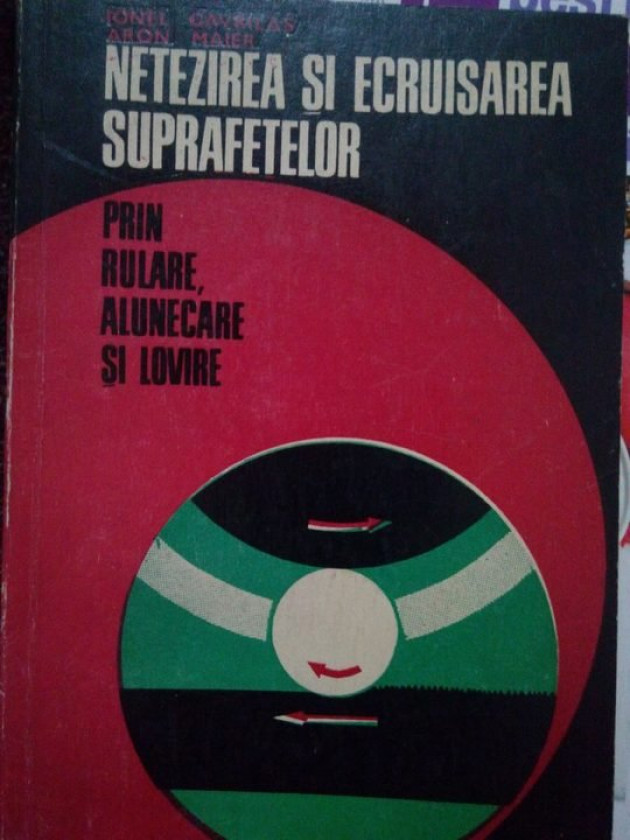 IONEL GAVRILAȘ
ARON MAIER
NETEZIREA ȘI ECRUISAREA
SUPRAFEȚELOR
PRIN
RULARE,
ALUNECARE
ȘI LOVIRE